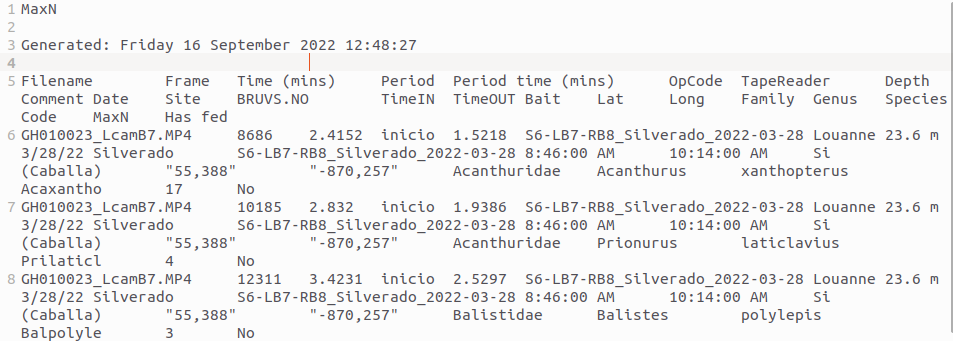 1 MaxN
2
3 Generated: Friday 16 September 2022 12:48:27
4
5 Filename Frame Time (mins) Period Period time (mins) OpCode TapeReader Depth
Comment Date Site BRUVS.NO TimeIN TimeOUT Bait Lat Long Family Genus Species
Code MaxN Has fed
6 GH010023_LcamB7.MP4 8686 2.4152 inicio 1.5218 S6-LB7-RB8_Silverado_2022-03-28 Louanne 23.6 m
3/28/22 Silverado S6-LB7-RB8_Silverado_2022-03-28 8:46:00 AM 10:14:00 AM Si
(Caballa) "55,388" "-870,257" Acanthuridae Acanthurus xanthopterus
Acaxantho 17 No
7 GH010023_LcamB7.MP4 10185 2.832 inicio 1.9386 S6-LB7-RB8_Silverado_2022-03-28 Louanne 23.6 m
3/28/22 Silverado S6-LB7-RB8_Silverado_2022-03-28 8:46:00 AM 10:14:00 AM Si
(Caballa) "55,388" "-870,257" Acanthuridae Prionurus laticlavius
Prilaticl 4 No
8 GH010023_LcamB7.MP4 12311 3.4231 inicio 2.5297 S6-LB7-RB8_Silverado_2022-03-28 Louanne 23.6 m
3/28/22 Silverado S6-LB7-RB8_Silverado_2022-03-28 8:46:00 AM 10:14:00 AM Si
(Caballa) "55,388" "-870,257" Balistidae Balistes polylepis
Balpolyle 3 No